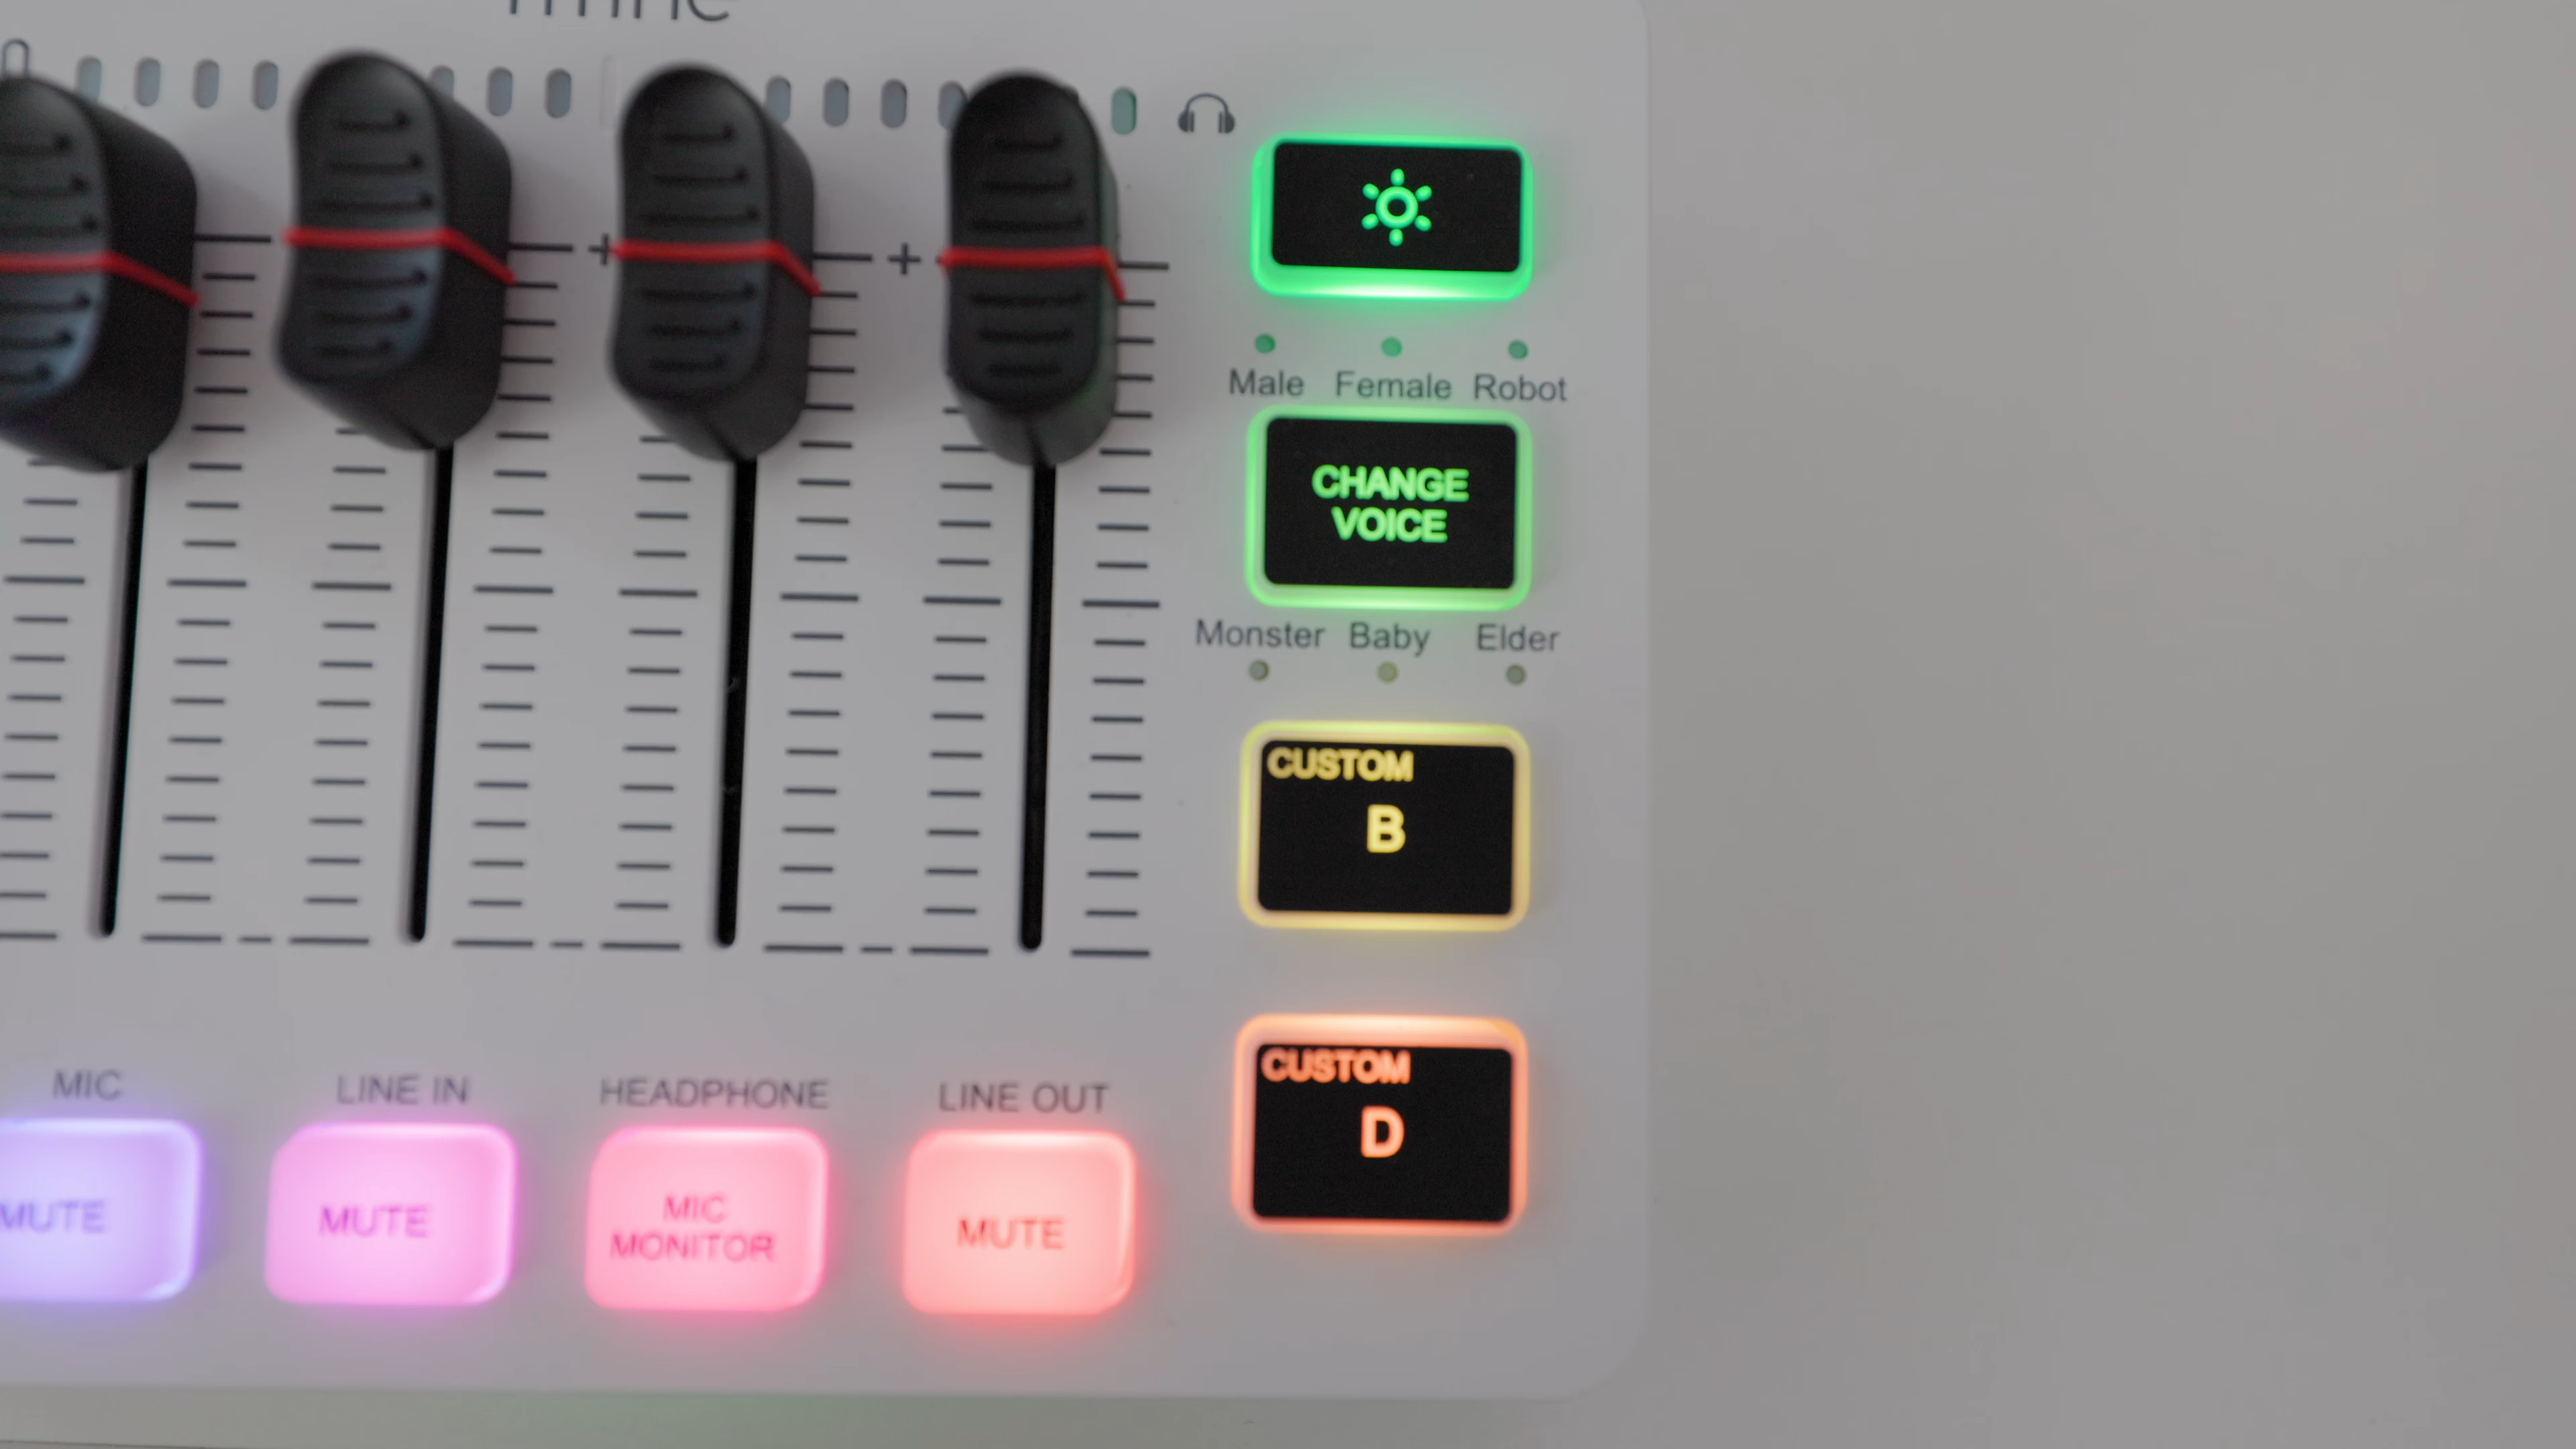 Male Female Robot
CHANGE
VOICE
Monster Baby Elder
CUSTOM
B
CUSTOM
D
MIC LINE IN HEADPHONE LINE OUT
MUTE MUTE MIC MONITOR MUTE